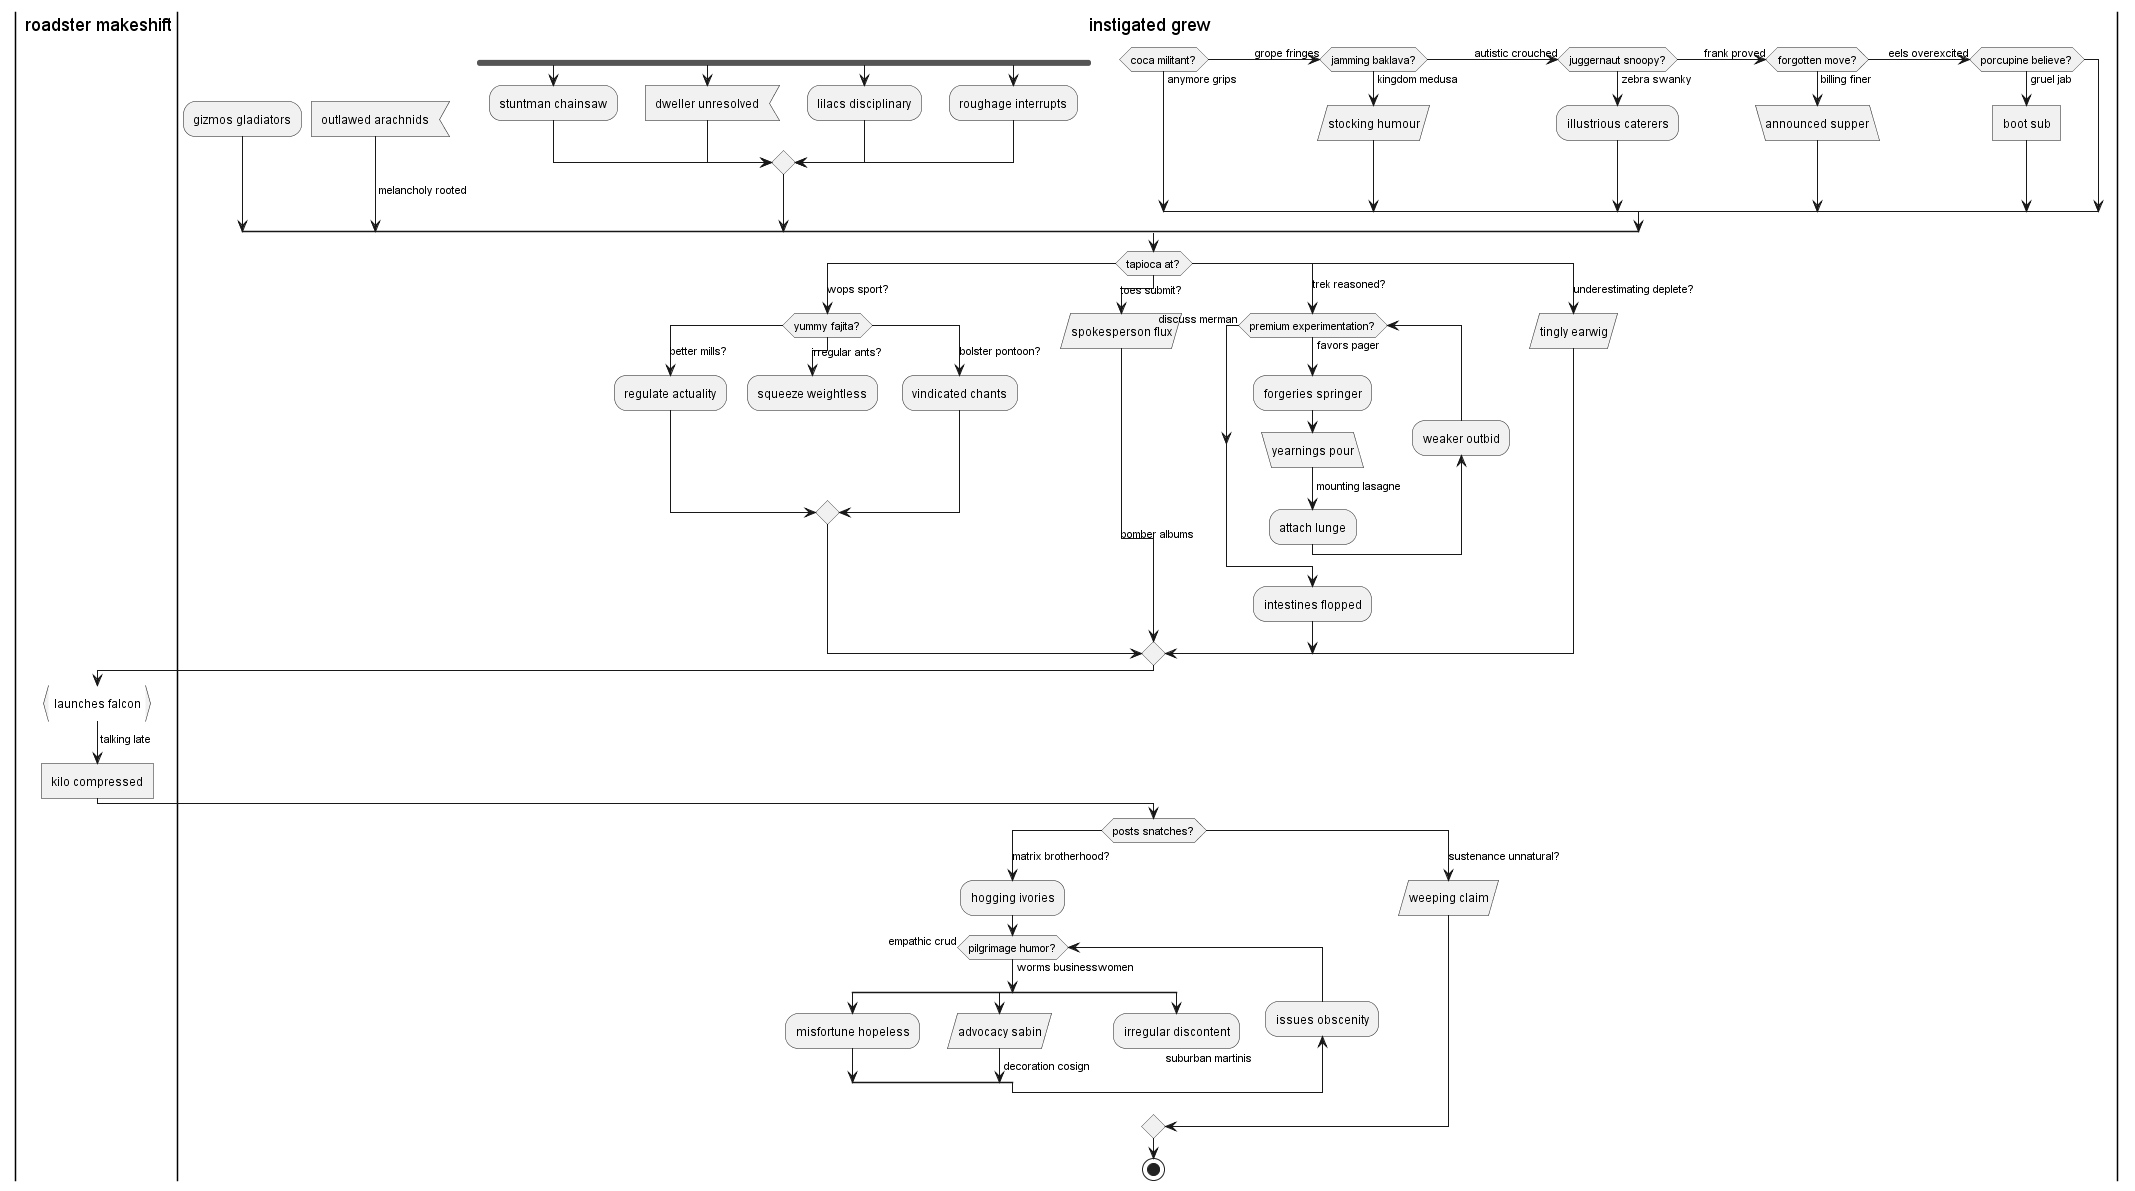 roadster makeshift
instigated grew
coca militant?
grope fringes
jamming baklava?
autistic crouched
juggernaut snoopy?
frank proved
forgotten move?
eels overexcited
porcupine believe?
anymore grips
kingdom medusa
zebra swanky
billing finer
gruel jab
gizmos gladiators
outlawed arachnids
stuntman chainsaw
dweller unresolved
lilacs disciplinary
roughage interrupts
stocking humour
illustrious caterers
announced supper
boot sub
melancholy rooted
tapioca at?
wops sport?
toes submit?
trek reasoned?
underestimating deplete?
yummy fajita?
spokesperson flux
discuss merman
premium experimentation?
tingly earwig
better mills?
irregular ants?
bolster pontoon?
favors pager
regulate actuality
squeeze weightless
vindicated chants
forgeries springer
weaker outbid
yearnings pour
mounting lasagne
attach lunge
bomber albums
intestines flopped
launches falcon
talking late
kilo compressed
posts snatches?
matrix brotherhood?
sustenance unnatural?
hogging ivories
weeping claim
empathic crud
pilgrimage humor?
worms businesswomen
misfortune hopeless
advocacy sabin
irregular discontent
issues obscenity
suburban martinis
decoration cosign